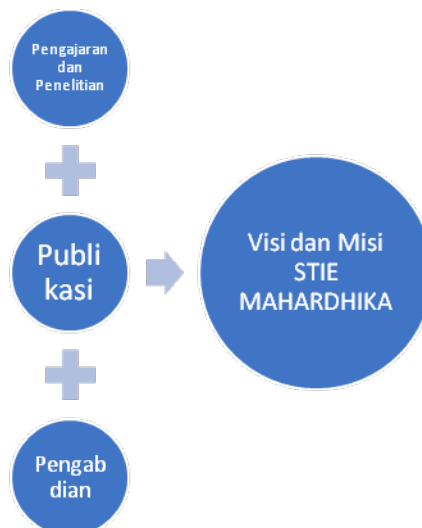 Pengajaran
dan
Penelitian
Publi
kasi
Visi dan Misi
STIE
MAHARDHIKA
Pengab
dian